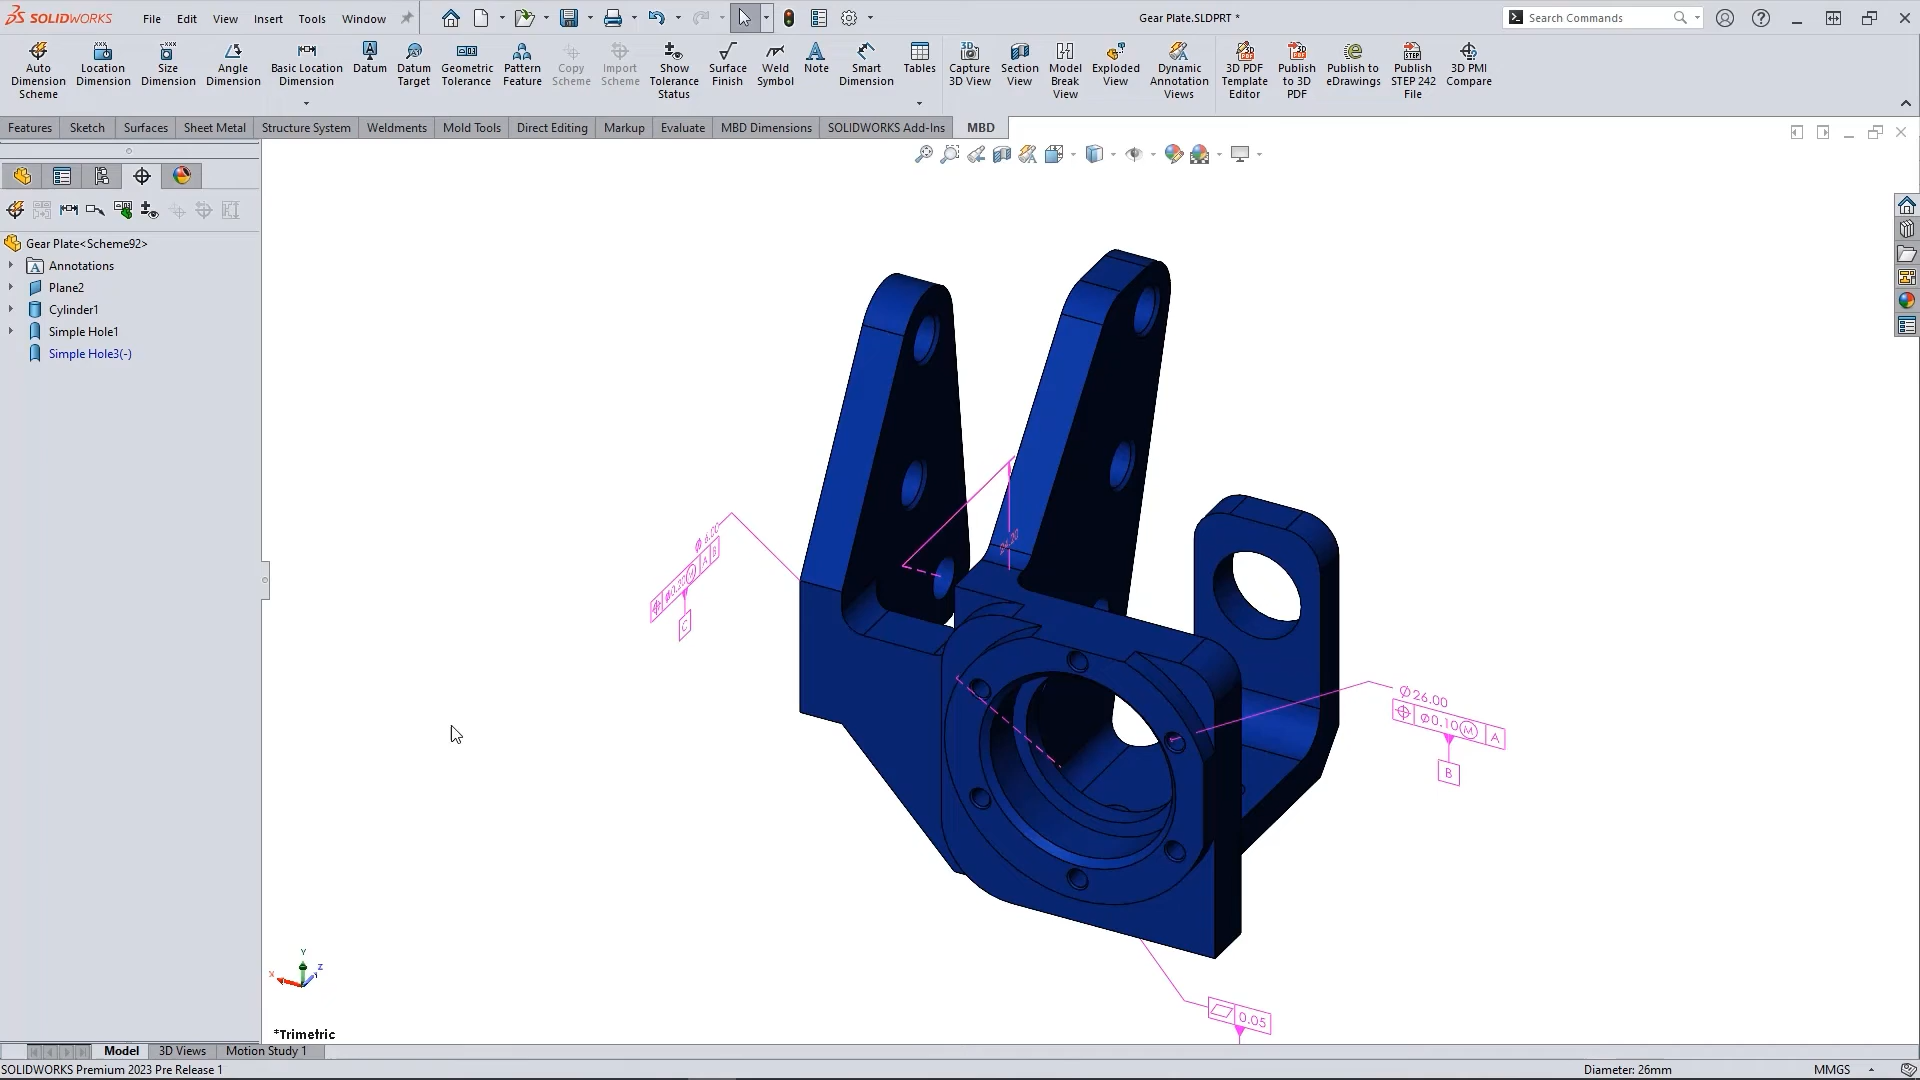 SOLIDWORKS File Edit View Insert Tools Window
Gear Plate.SLDPRT *
Search Commands
Auto Dimension Scheme
Location Dimension
Size Dimension
Angle Dimension
Basic Location Dimension
Datum
Datum Target
Geometric Tolerance
Pattern Feature
Copy Scheme
Import Scheme
Show Tolerance Status
Surface Finish
Weld Symbol
Note
Smart Dimension
Tables
Capture 3D View
Section View
Model Break View
Exploded View
Dynamic Annotation Views
3D PDF Template Editor
Publish to 3D PDF
Publish to eDrawings
Publish STEP 242 File
3D PMI Compare
Features Sketch Surfaces Sheet Metal Structure System Weldments Mold Tools Direct Editing Markup Evaluate MBD Dimensions SOLIDWORKS Add-Ins MBD
Gear Plate<Scheme92>
Annotations
Plane2
Cylinder1
Simple Hole1
Simple Hole3(-)
⌀ 6.00
A B
C
⌀26.00
⌀0.10 Ⓜ A
B
0.05
Y
X
Z
*Trimetric
Model 3D Views Motion Study 1
SOLIDWORKS Premium 2023 Pre Release 1
Diameter: 26mm
MMGS